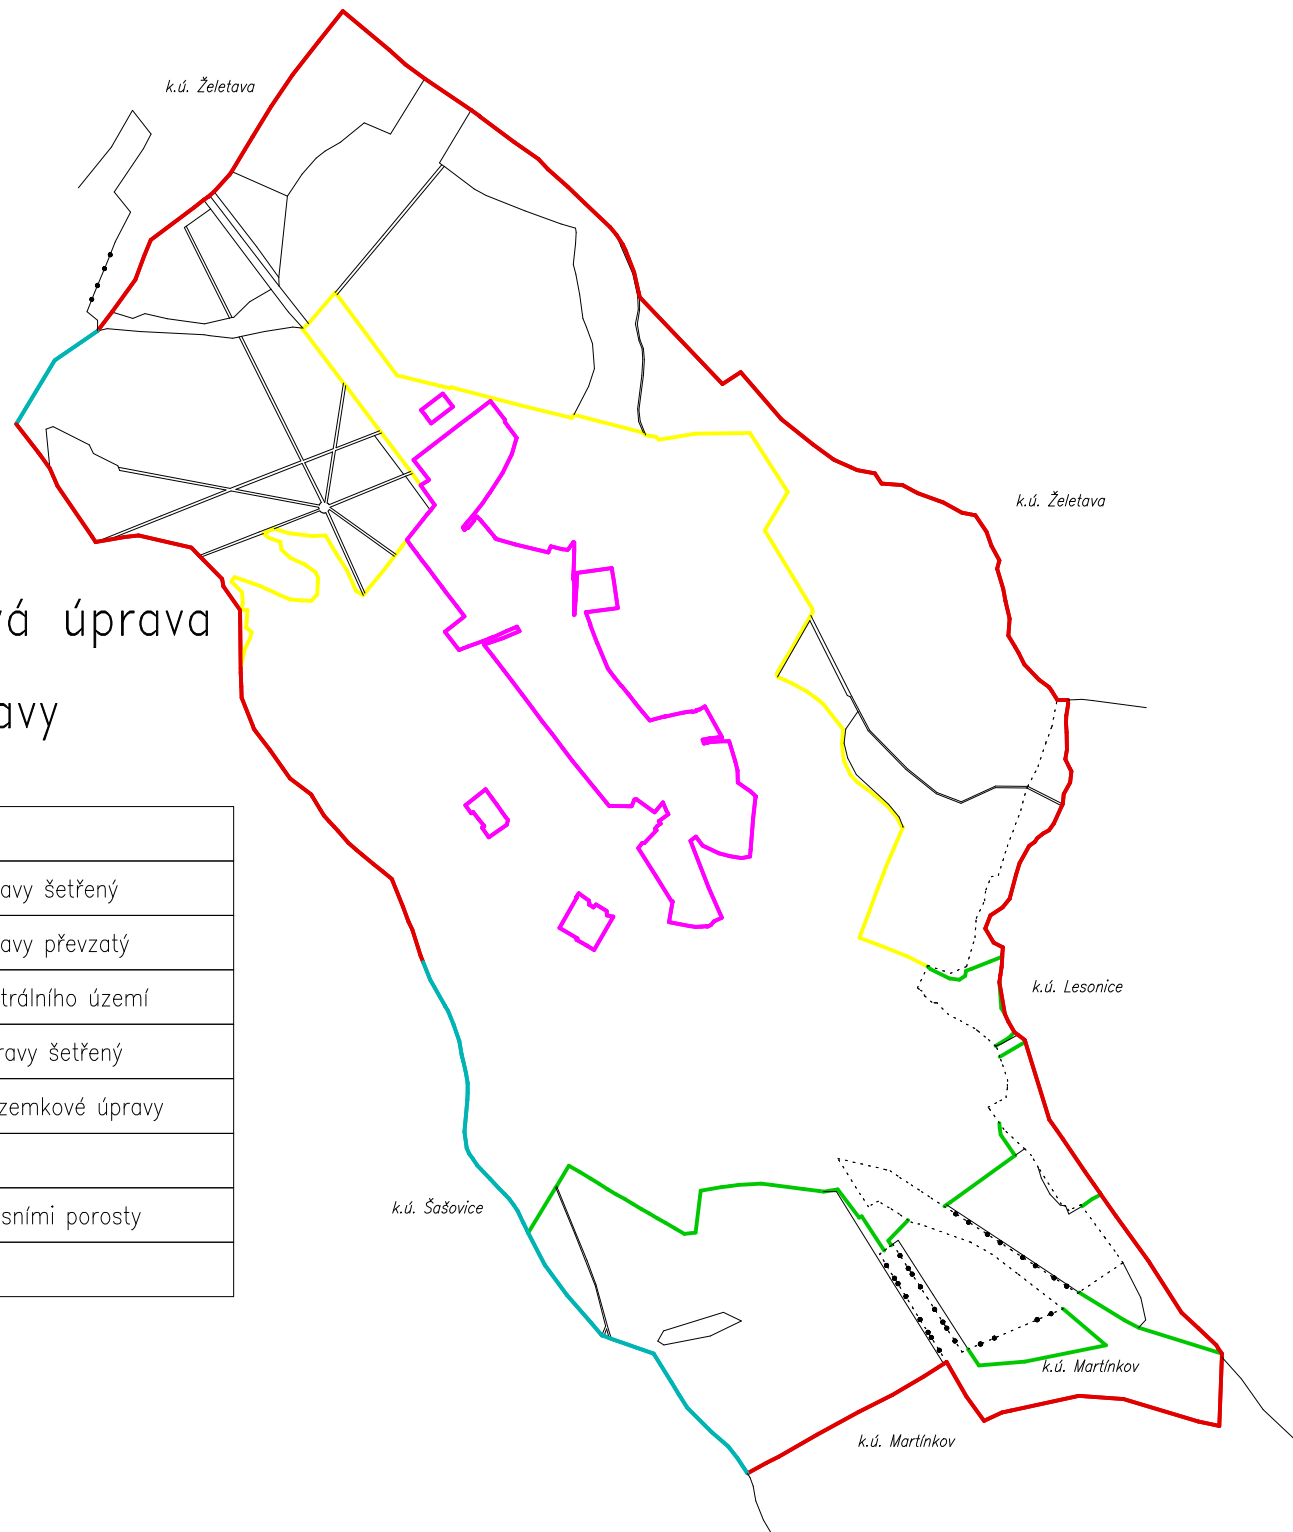 k.ú. Želetava
k.ú. Želetava
vá úprava
avy
avy šetřený
avy převzatý
trálního území
ravy šetřený
zemkové úpravy
sními porosty
k.ú. Lesonice
k.ú. Šašovice
k.ú. Martínkov
k.ú. Martínkov